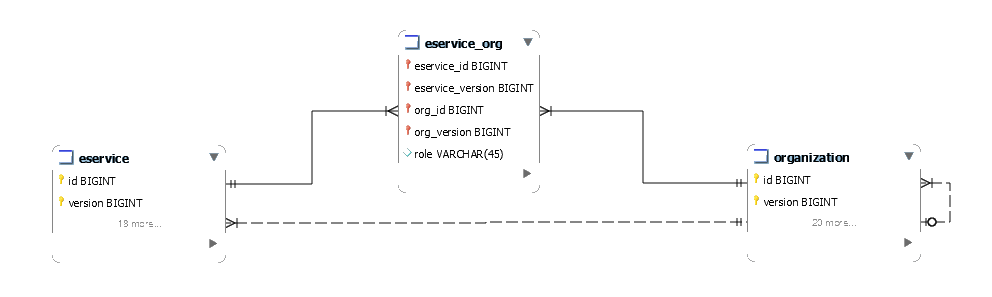 eservice_org
eservice_id BIGINT
eservice_version BIGINT
org_id BIGINT
org_version BIGINT
role VARCHAR(45)
eservice
id BIGINT
version BIGINT
18 more...
organization
id BIGINT
version BIGINT
20 more...